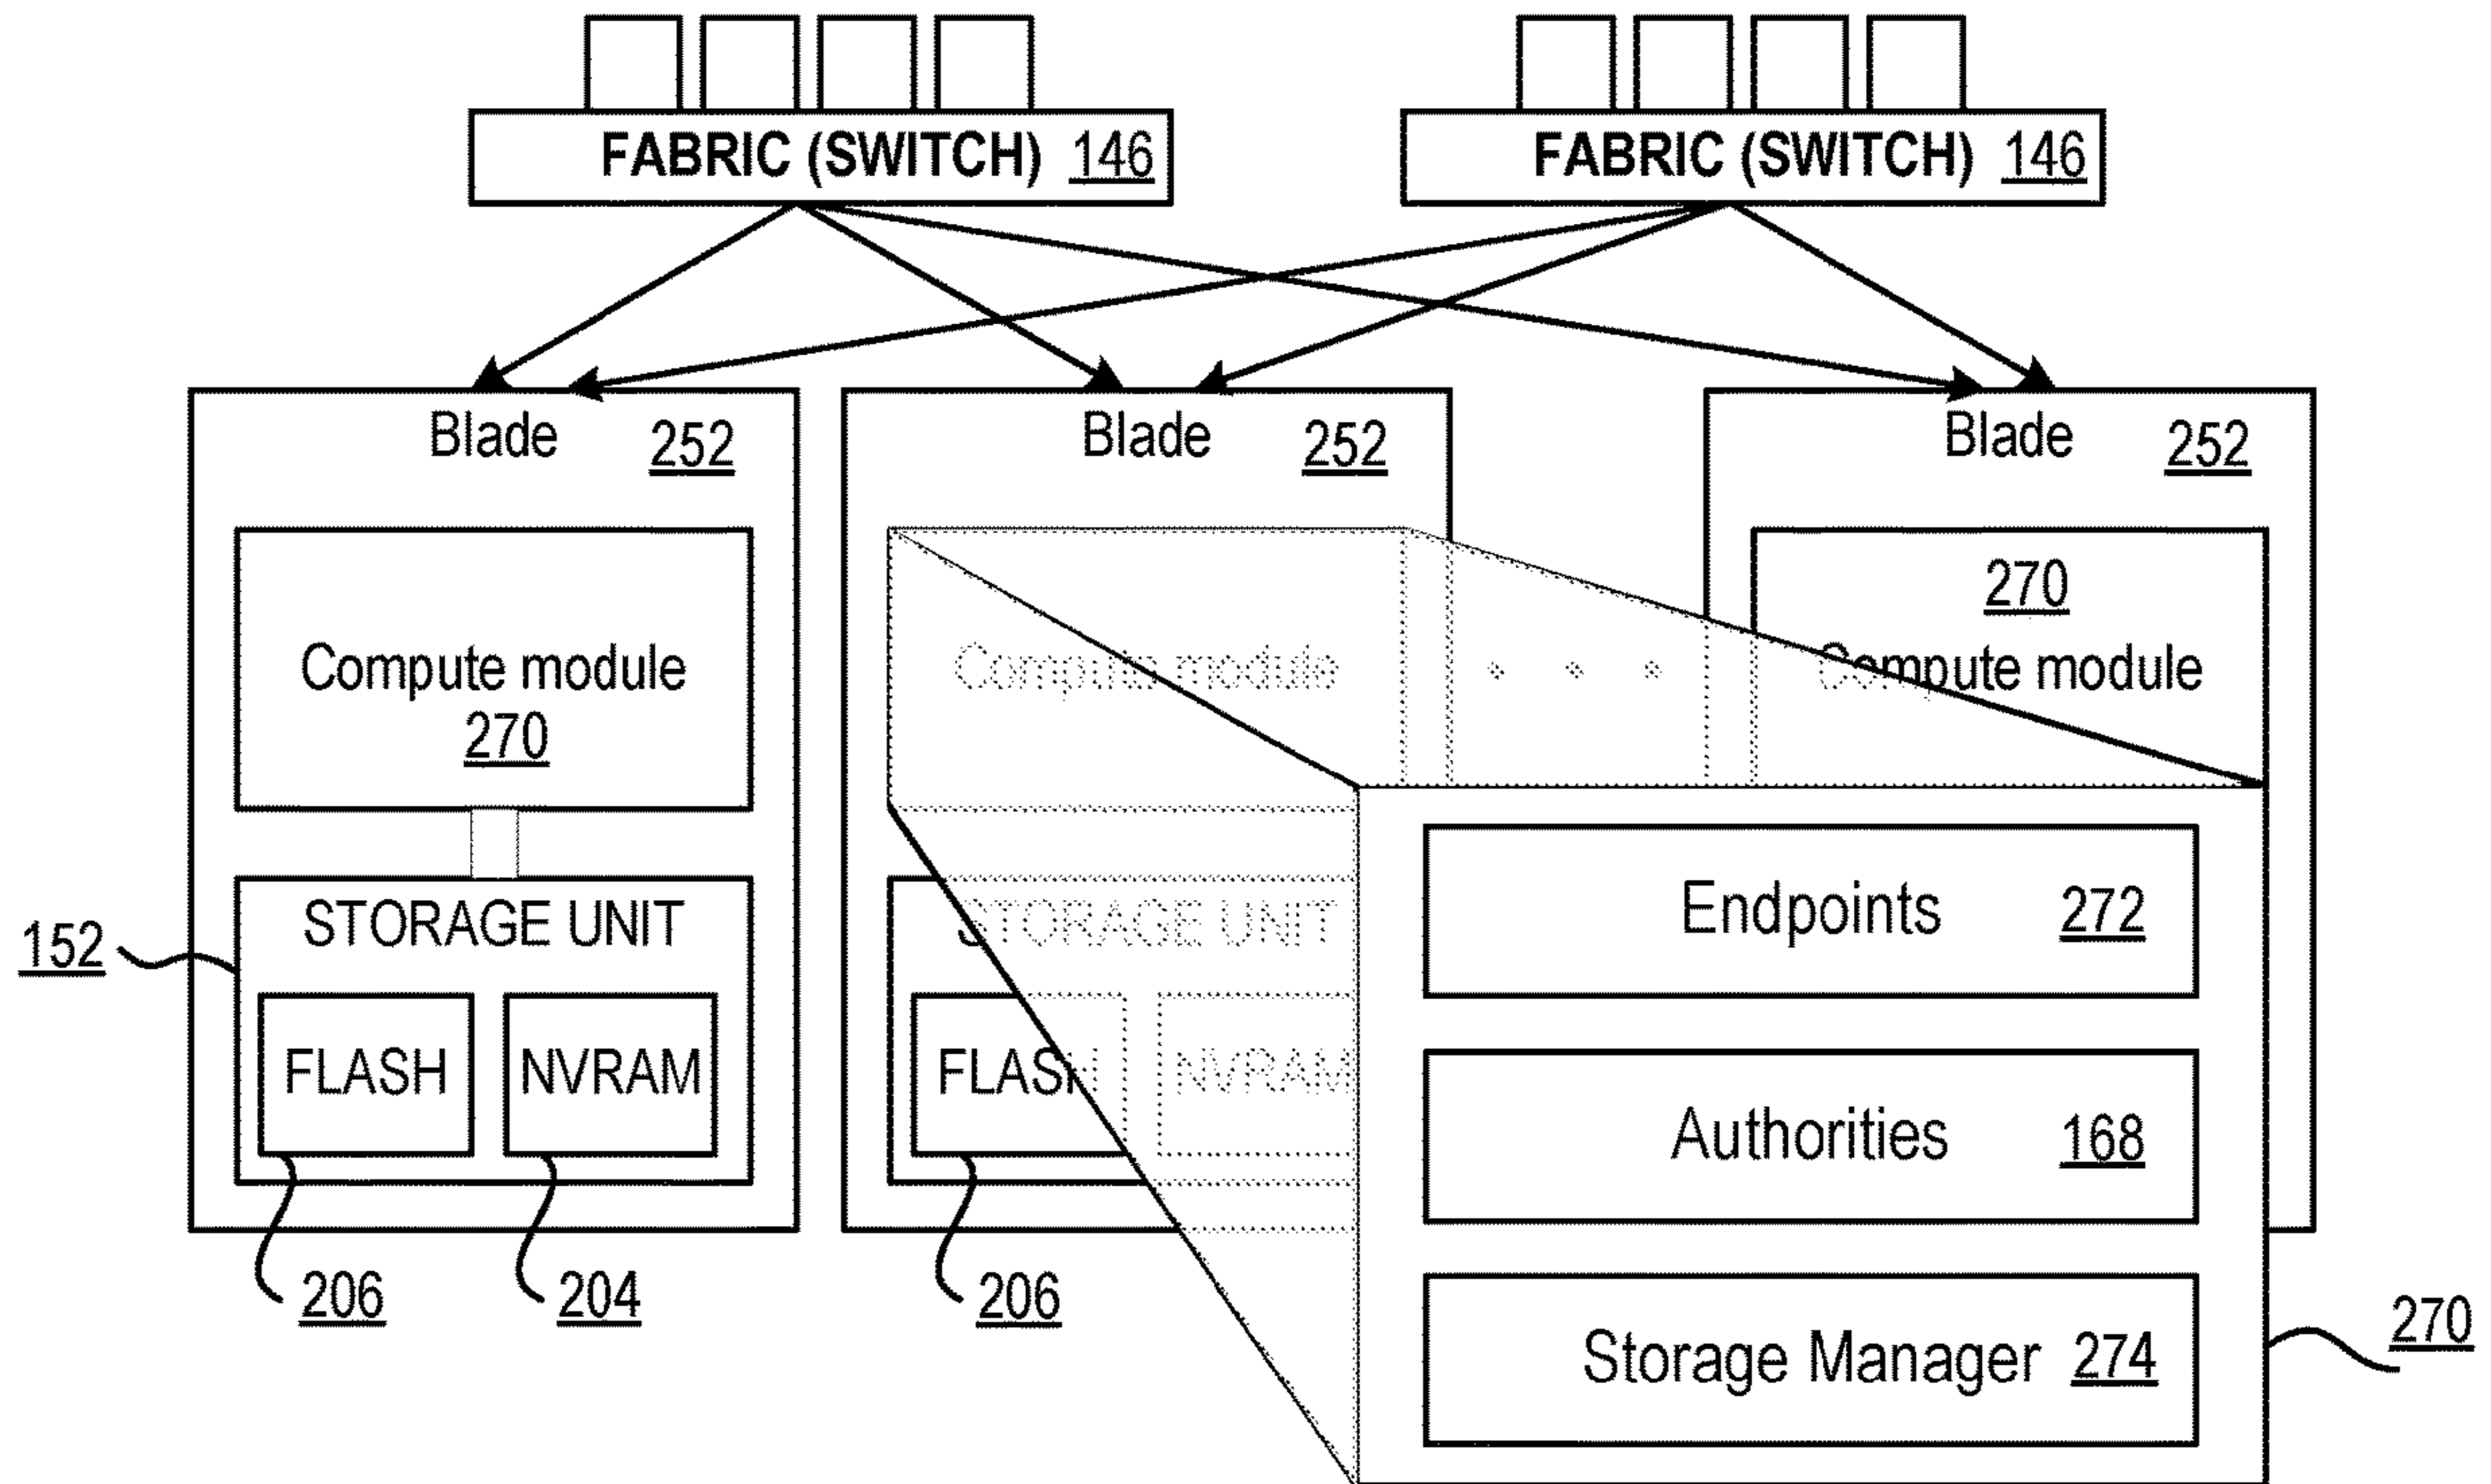 FABRIC (SWITCH) 146
FABRIC (SWITCH) 146
Blade 252
Blade 252
Blade 252
Compute module
270
Compute module
270
Compute module
STORAGE UNIT
152
FLASH
NVRAM
206
204
STORAGE UNIT
FLASH
NVRAM
206
Endpoints 272
Authorities 168
Storage Manager 274
270